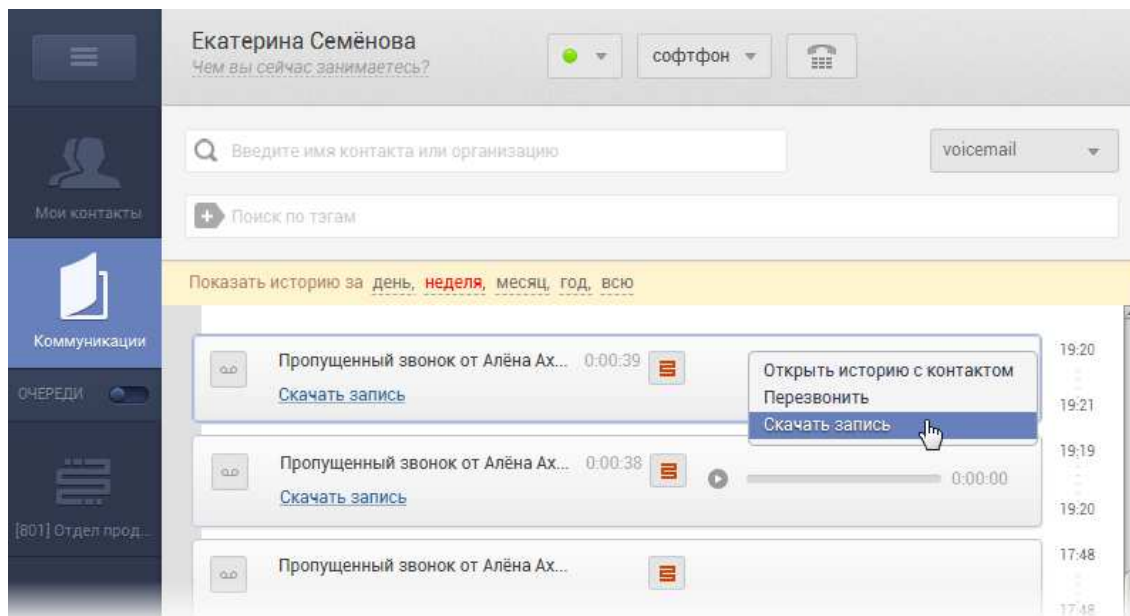 Екатерина Семёнова
Чем вы сейчас занимаетесь?
софтфон
Введите имя контакта или организацию
voicemail
Мои контакты
Поиск по тэгам
Показать историю за день, неделя, месяц, год, всю
Коммуникации
Пропущенный звонок от Алёна Ах... 0:00:39
19:20
Скачать запись
Открыть историю с контактом
Перезвонить
Скачать запись
19:21
ОЧЕРЕДИ
Пропущенный звонок от Алёна Ах... 0:00:38
0:00:00
19:19
Скачать запись
19:20
[801] Отдел прод...
Пропущенный звонок от Алёна Ах...
17:48
17:48